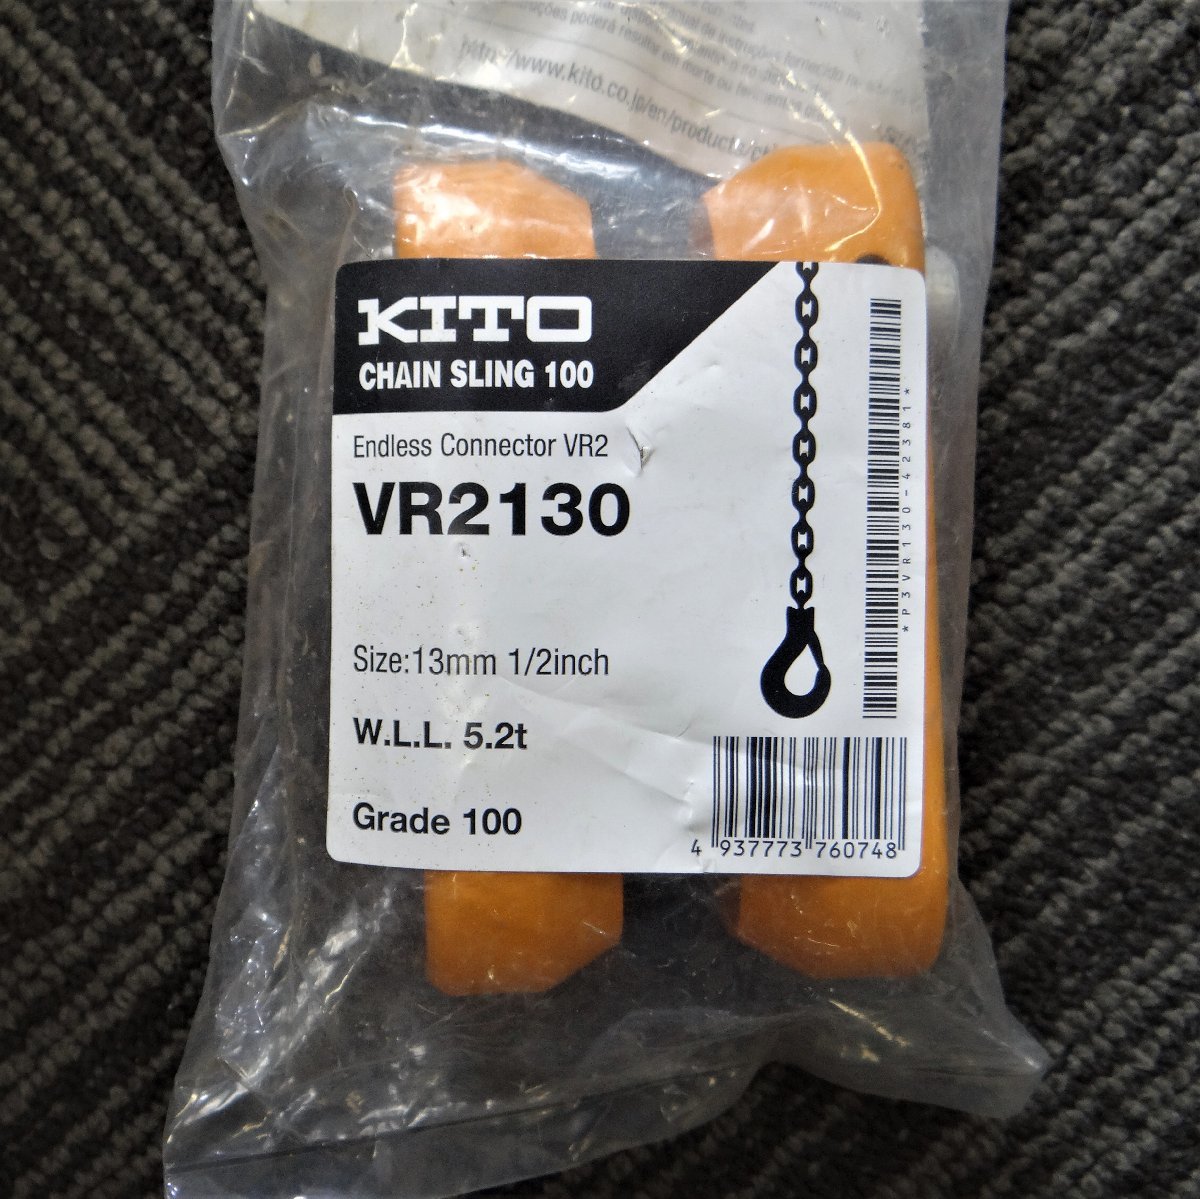 http://www.kito.co.jp/en/products/
KITO
CHAIN SLING 100
Endless Connector VR2
VR2130
Size:13mm 1/2inch
W.L.L. 5.2t
Grade 100
*P3VR130-42381*
4 937773 760748